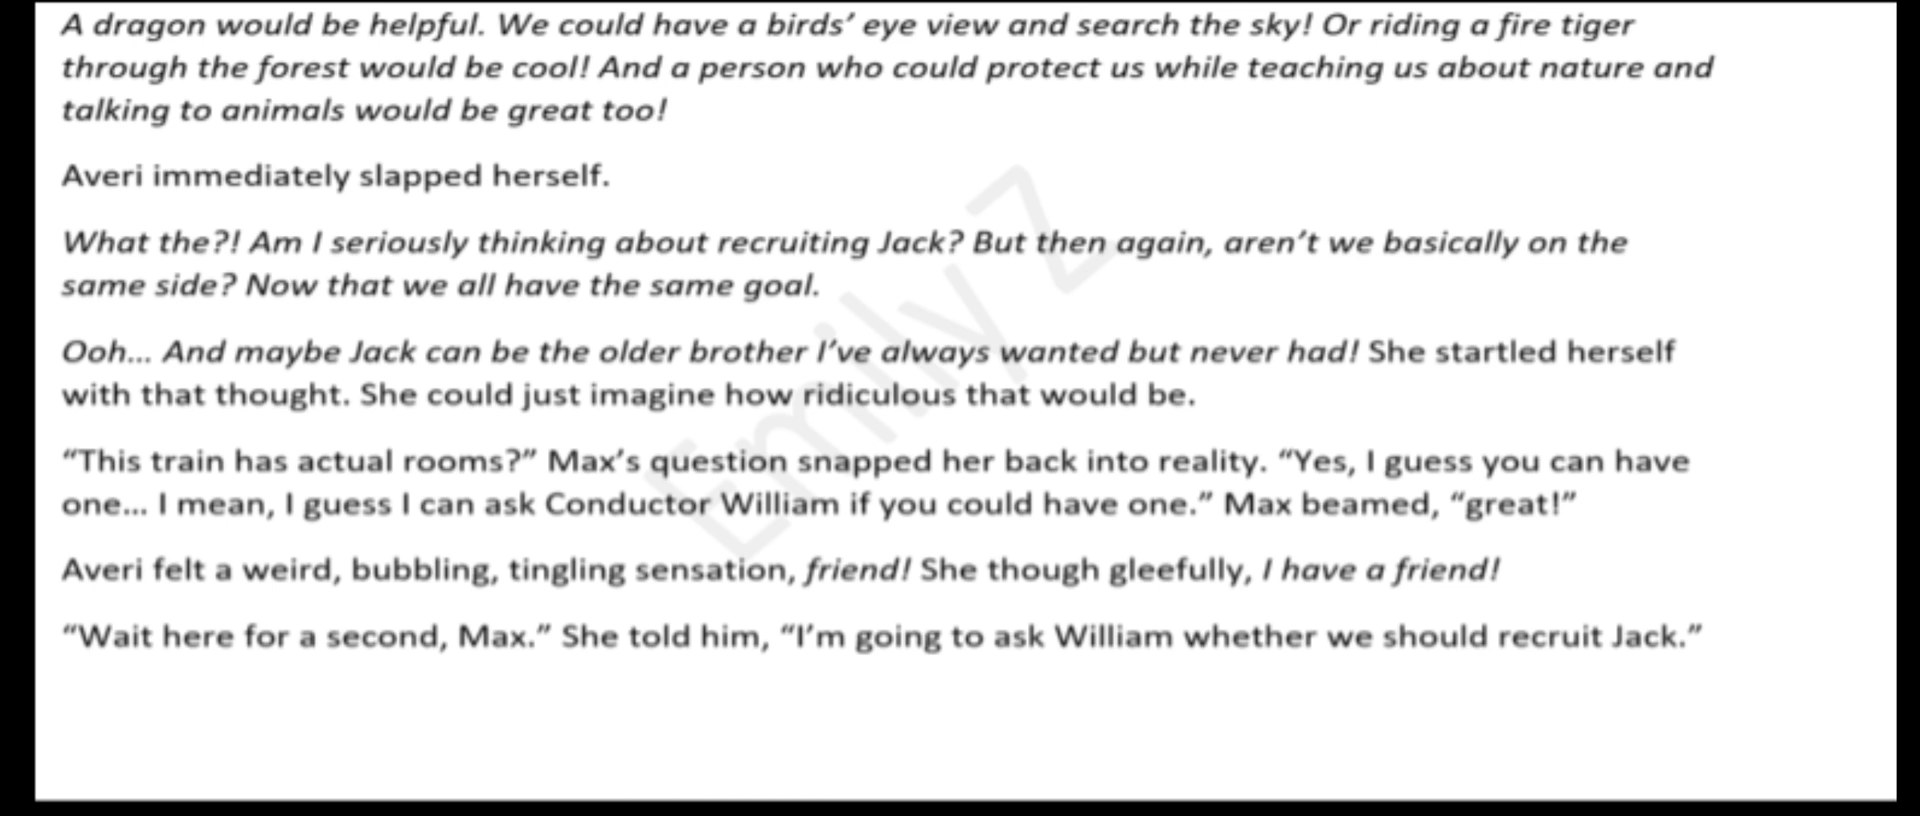 A dragon would be helpful. We could have a birds’ eye view and search the sky! Or riding a fire tiger
through the forest would be cool! And a person who could protect us while teaching us about nature and
talking to animals would be great too!
Averi immediately slapped herself.
What the?! Am I seriously thinking about recruiting Jack? But then again, aren’t we basically on the
same side? Now that we all have the same goal.
Ooh... And maybe Jack can be the older brother I’ve always wanted but never had! She startled herself
with that thought. She could just imagine how ridiculous that would be.
“This train has actual rooms?” Max’s question snapped her back into reality. “Yes, I guess you can have
one... I mean, I guess I can ask Conductor William if you could have one.” Max beamed, “great!”
Averi felt a weird, bubbling, tingling sensation, friend! She though gleefully, I have a friend!
“Wait here for a second, Max.” She told him, “I’m going to ask William whether we should recruit Jack.”
Emily Z